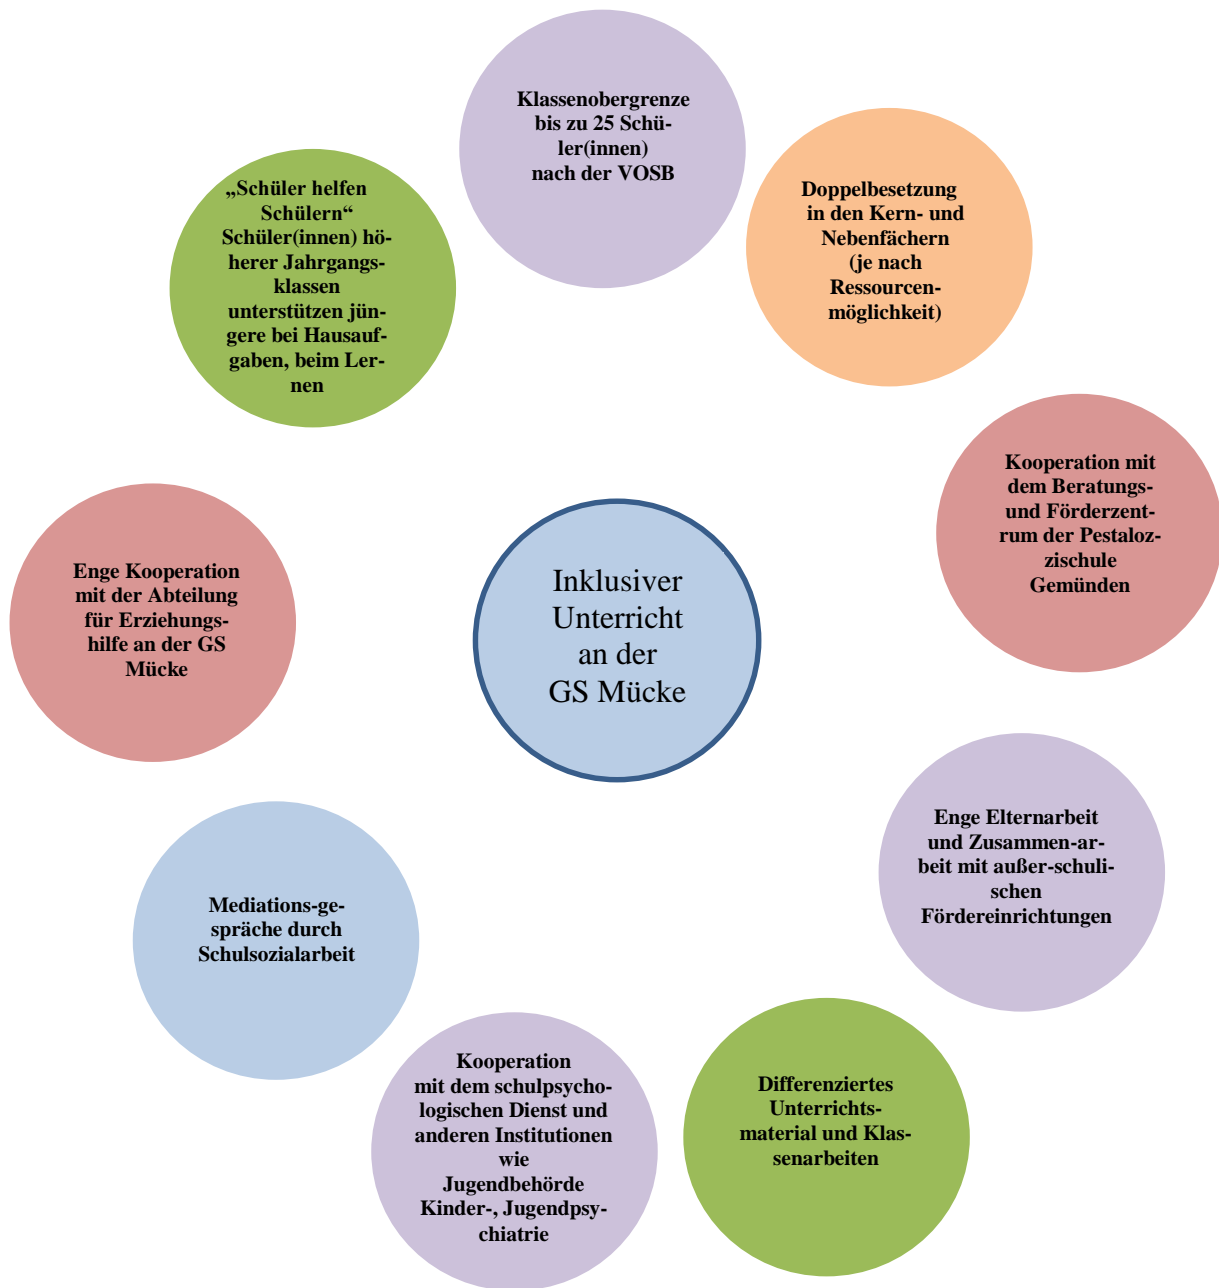 Klassenobergrenze
bis zu 25 Schü-
ler(innen)
nach der VOSB
Doppelbesetzung
in den Kern- und
Nebenfächern
(je nach
Ressourcen-
möglichkeit)
Kooperation mit
dem Beratungs-
und Förderzent-
rum der Pestaloz-
zischule
Gemünden
Enge Elternarbeit
und Zusammen-ar-
beit mit außer-schuli-
schen
Fördereinrichtungen
Differenziertes
Unterrichts-
material und Klas-
senarbeiten
Kooperation
mit dem schulpsycho-
logischen Dienst und
anderen Institutionen
wie
Jugendbehörde
Kinder-, Jugendpsy-
chiatrie
Mediations-ge-
spräche durch
Schulsozialarbeit
Enge Kooperation
mit der Abteilung
für Erziehungs-
hilfe an der GS
Mücke
„Schüler helfen
Schülern“
Schüler(innen) hö-
herer Jahrgangs-
klassen
unterstützen jün-
gere bei Hausauf-
gaben, beim Ler-
nen
Inklusiver
Unterricht
an der
GS Mücke